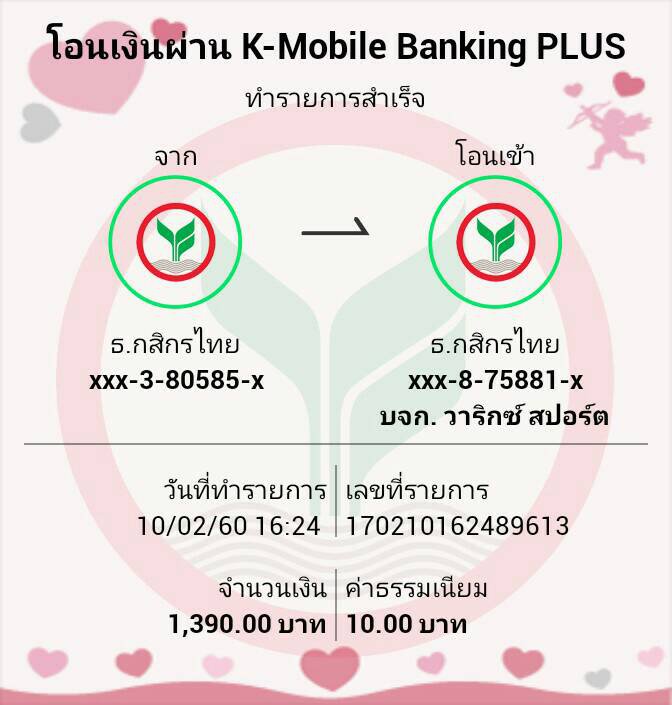 โอนเงินผ่าน K-Mobile Banking PLUS
ทำรายการสำเร็จ
จาก
โอนเข้า
ธ.กสิกรไทย
xxx-3-80585-x
ธ.กสิกรไทย
xxx-8-75881-x
บจก. วาริกซ์ สปอร์ต
วันที่ทำรายการ
10/02/60 16:24
เลขที่รายการ
170210162489613
จำนวนเงิน
1,390.00 บาท
ค่าธรรมเนียม
10.00 บาท